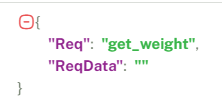 {
"Req": "get_weight",
"ReqData": ""
}